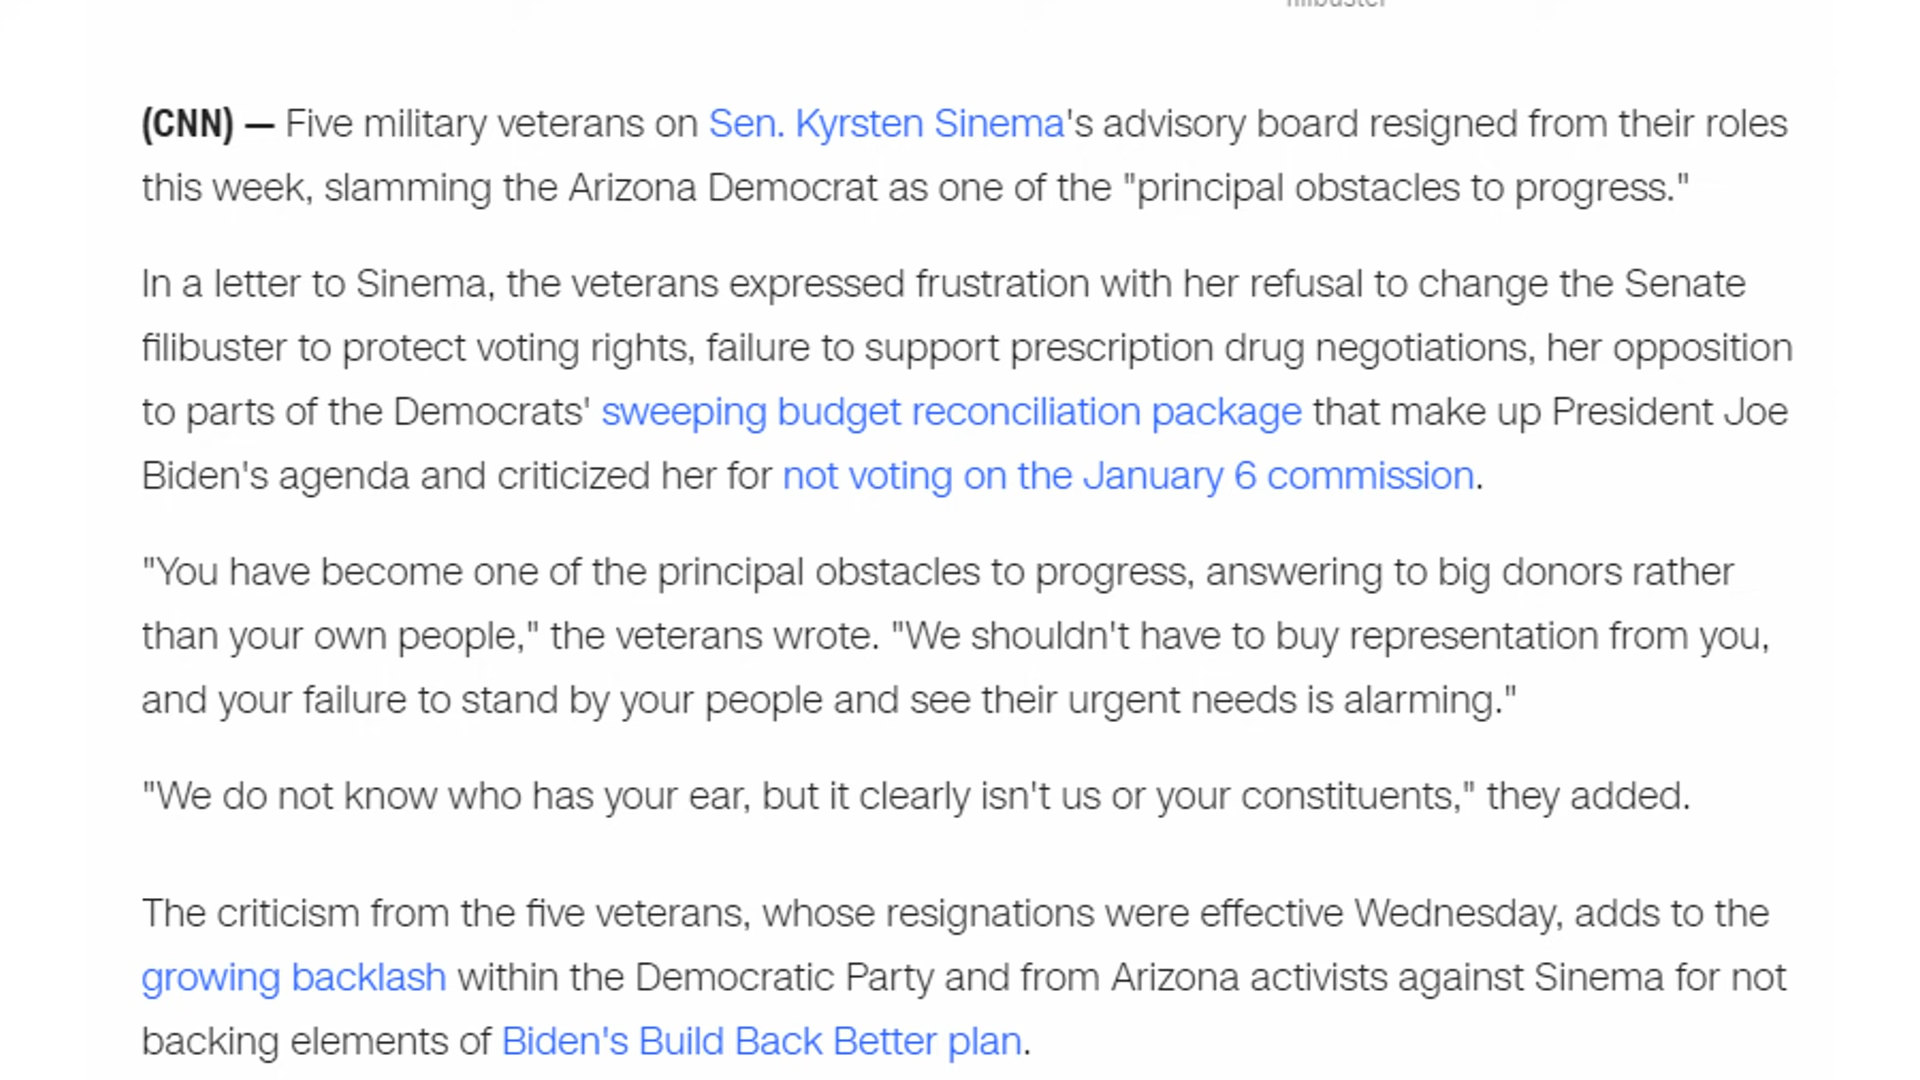 filibuster
(CNN) — Five military veterans on Sen. Kyrsten Sinema's advisory board resigned from their roles
this week, slamming the Arizona Democrat as one of the "principal obstacles to progress."
In a letter to Sinema, the veterans expressed frustration with her refusal to change the Senate
filibuster to protect voting rights, failure to support prescription drug negotiations, her opposition
to parts of the Democrats' sweeping budget reconciliation package that make up President Joe
Biden's agenda and criticized her for not voting on the January 6 commission.
"You have become one of the principal obstacles to progress, answering to big donors rather
than your own people," the veterans wrote. "We shouldn't have to buy representation from you,
and your failure to stand by your people and see their urgent needs is alarming."
"We do not know who has your ear, but it clearly isn't us or your constituents," they added.
The criticism from the five veterans, whose resignations were effective Wednesday, adds to the
growing backlash within the Democratic Party and from Arizona activists against Sinema for not
backing elements of Biden's Build Back Better plan.